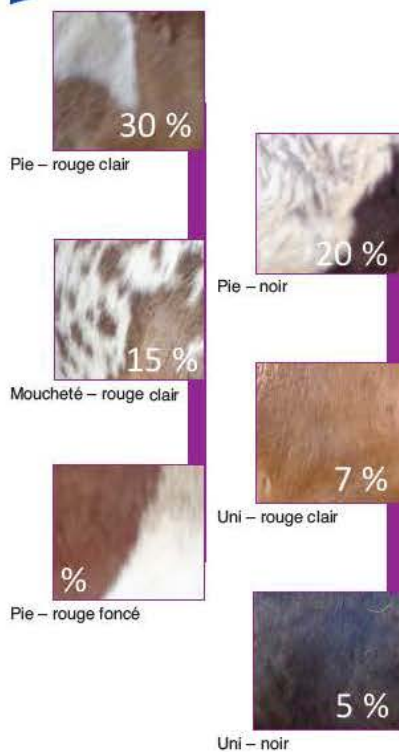 30 %
Pie – rouge clair
20 %
Pie – noir
15 %
Moucheté – rouge clair
7 %
Uni – rouge clair
%
Pie – rouge foncé
5 %
Uni – noir